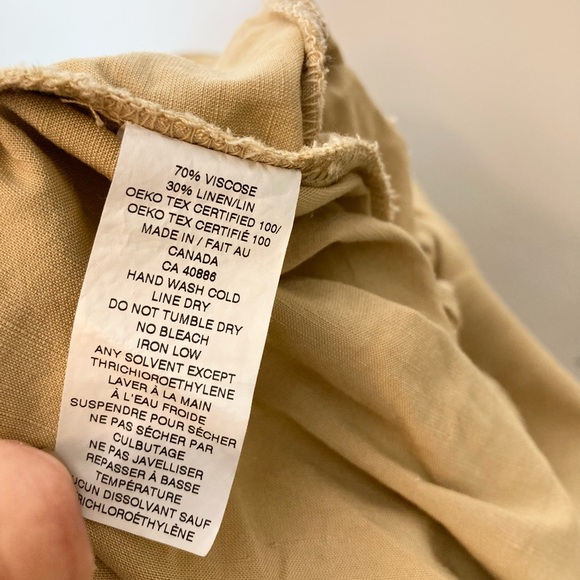 70% VISCOSE
30% LINEN/LIN
OEKO TEX CERTIFIED 100/
OEKO TEX CERTIFIÉ 100
MADE IN / FAIT AU
CANADA
CA 40886
HAND WASH COLD
LINE DRY
DO NOT TUMBLE DRY
NO BLEACH
IRON LOW
ANY SOLVENT EXCEPT
THRICHLOROETHYLENE
LAVER À LA MAIN
À L'EAU FROIDE
SUSPENDRE POUR SÉCHER
NE PAS SÉCHER PAR
CULBUTAGE
NE PAS JAVELLISER
REPASSER À BASSE
TEMPÉRATURE
UCUN DISSOLVANT SAUF
TRICHLOROÉTHYLÈNE